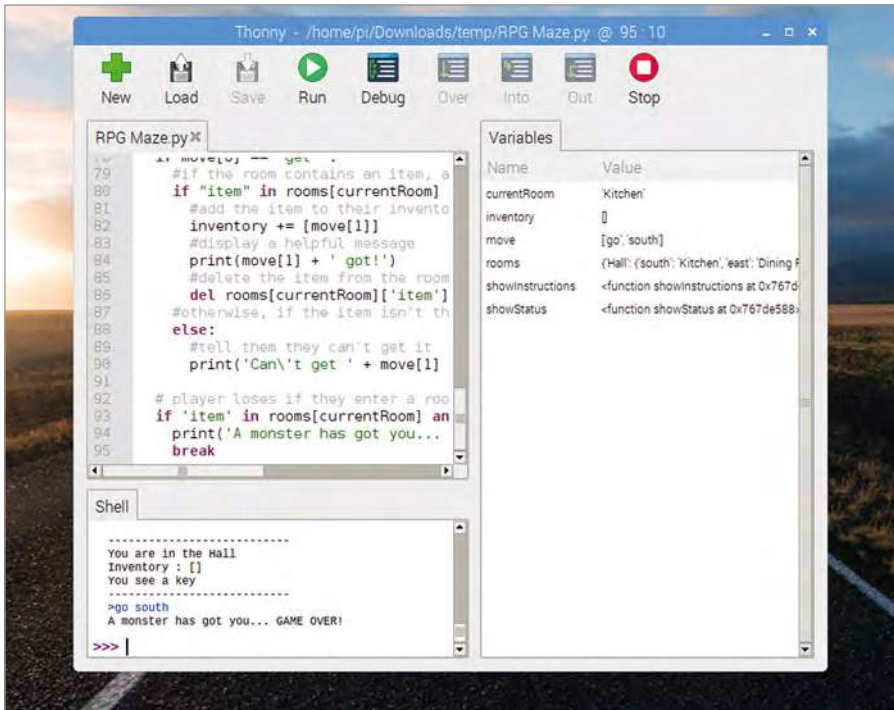 Thonny - /home/pi/Downloads/temp/RPG Maze.py @ 95 : 10
New Load Save Run Debug Over Into Out Stop
RPG Maze.py
78 if move[0] == 'get' :
79 #if the room contains an item, a
80 if "item" in rooms[currentRoom]
81 #add the item to their invento
82 inventory += [move[1]]
83 #display a helpful message
84 print(move[1] + ' got!')
85 #delete the item from the room
86 del rooms[currentRoom]['item']
87 #otherwise, if the item isn't th
88 else:
89 #tell them they can't get it
90 print('Can\'t get ' + move[1]
91
92 # player loses if they enter a roo
93 if 'item' in rooms[currentRoom] an
94 print('A monster has got you...
95 break
Shell
---------------------------
You are in the Hall
Inventory : []
You see a key
---------------------------
>go south
A monster has got you... GAME OVER!
>>>
Variables
Name Value
currentRoom 'Kitchen'
inventory []
move ['go', 'south']
rooms {'Hall': {'south': 'Kitchen', 'east': 'Dining R
showInstructions <function showInstructions at 0x767d
showStatus <function showStatus at 0x767de588>